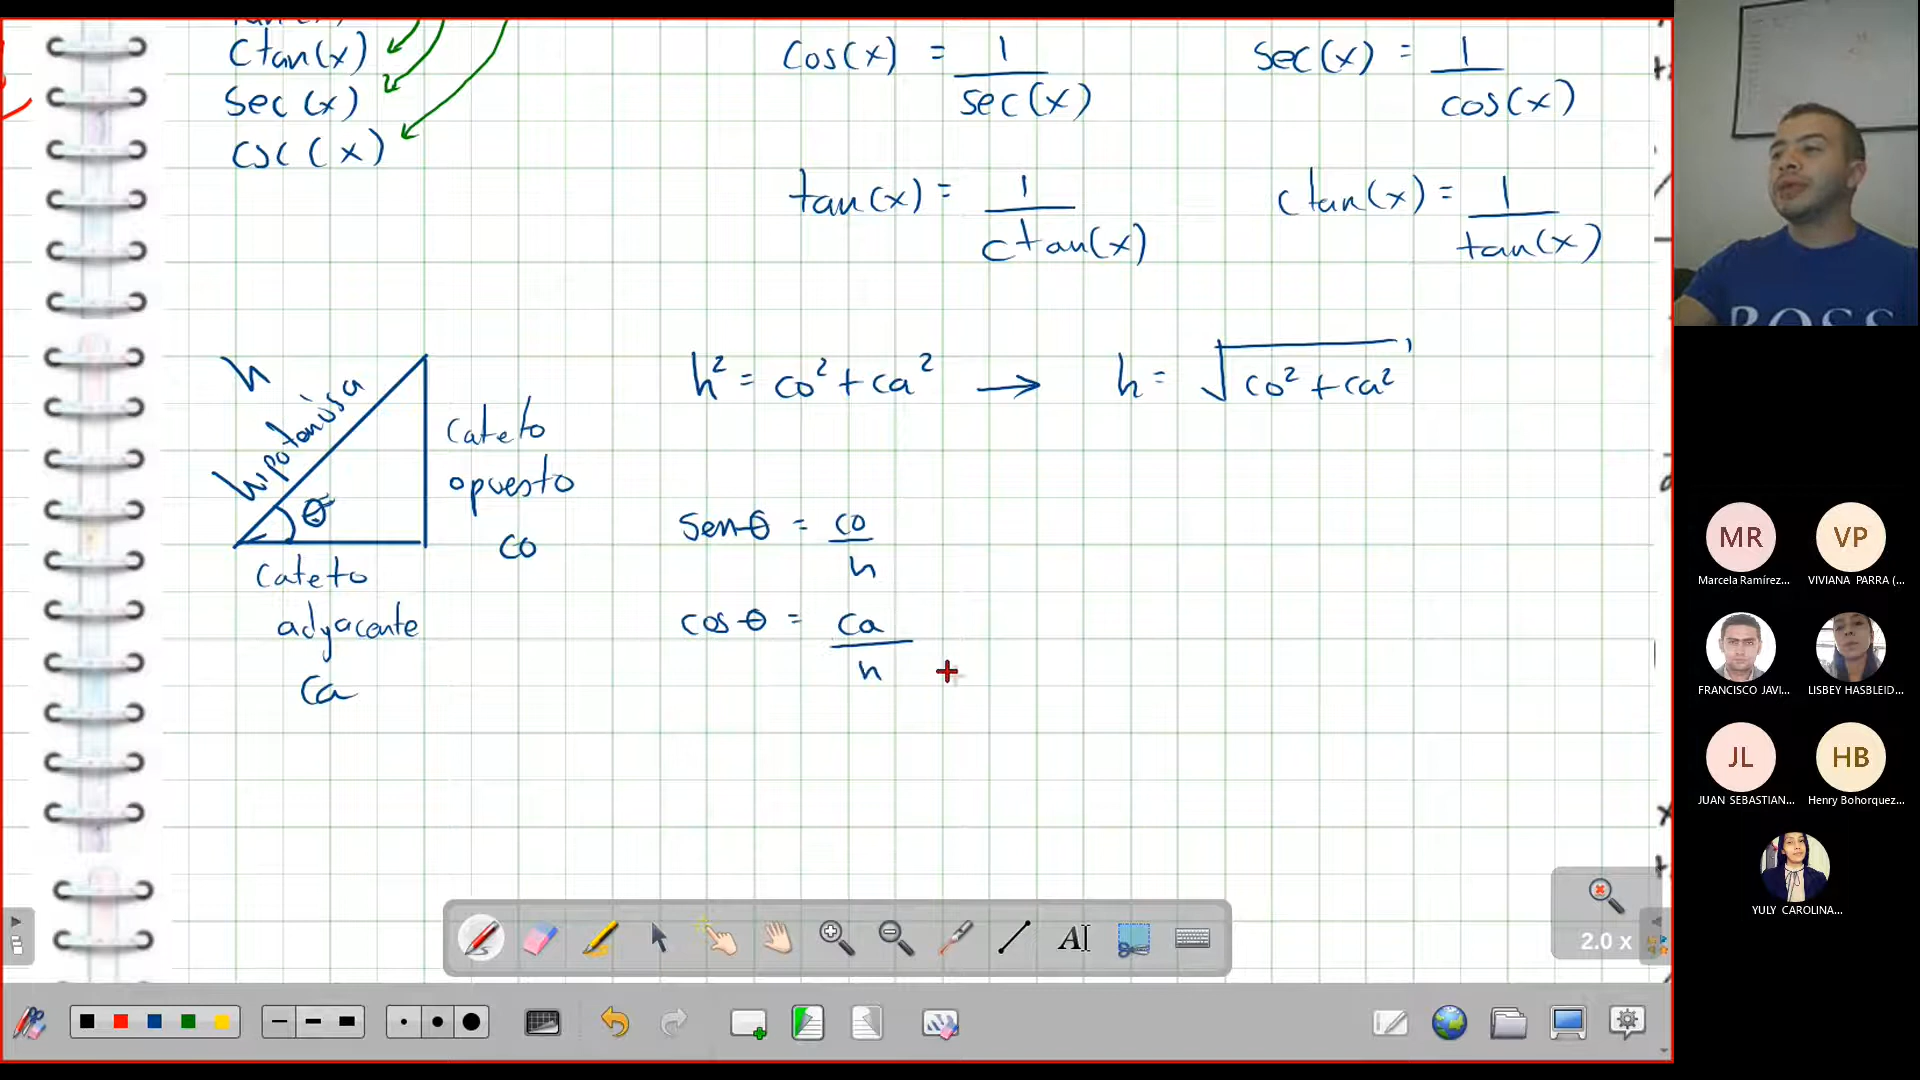 Ctan(x)
Sec(x)
Csc(x)
Cos(x) = 1/sec(x)
Sec(x) = 1/cos(x)
tan(x) = 1/ctan(x)
ctan(x) = 1/tan(x)
h
hipotenusa
θ
Cateto
opuesto
co
Cateto
adyacente
Ca
h² = co² + ca² → h = √co² + ca²
Senθ = co/h
cosθ = ca/h
2.0 x
AI
BOSS
MR
Marcela Ramírez...
VP
VIVIANA PARRA (...
FRANCISCO JAVI...
LISBEY HASBLEID...
JL
JUAN SEBASTIAN...
HB
Henry Bohorquez...
YULY CAROLINA...